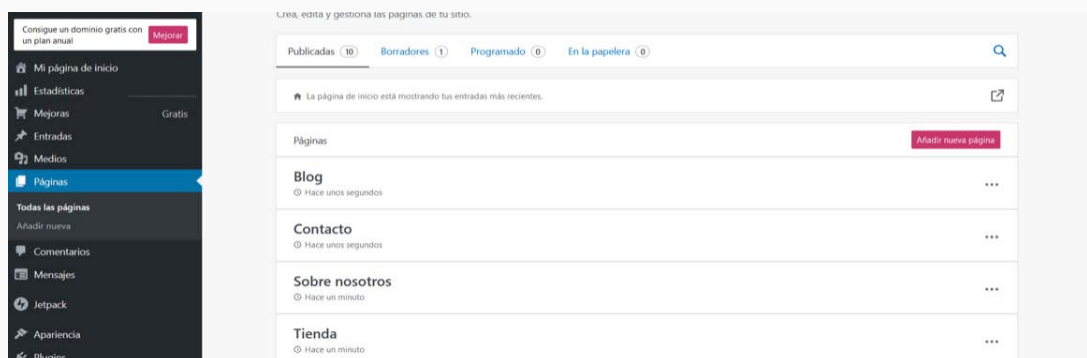 Crea, edita y gestiona las páginas de tu sitio.
Consigue un dominio gratis con
un plan anual
Mejorar
Mi página de inicio
Estadísticas
Mejoras
Gratis
Entradas
Medios
Páginas
Todas las páginas
Añadir nueva
Comentarios
Mensajes
Jetpack
Apariencia
Plugins
Publicadas 10
Borradores 1
Programado 0
En la papelera 0
La página de inicio está mostrando tus entradas más recientes.
Páginas
Añadir nueva página
Blog
Hace unos segundos
Contacto
Hace unos segundos
Sobre nosotros
Hace un minuto
Tienda
Hace un minuto